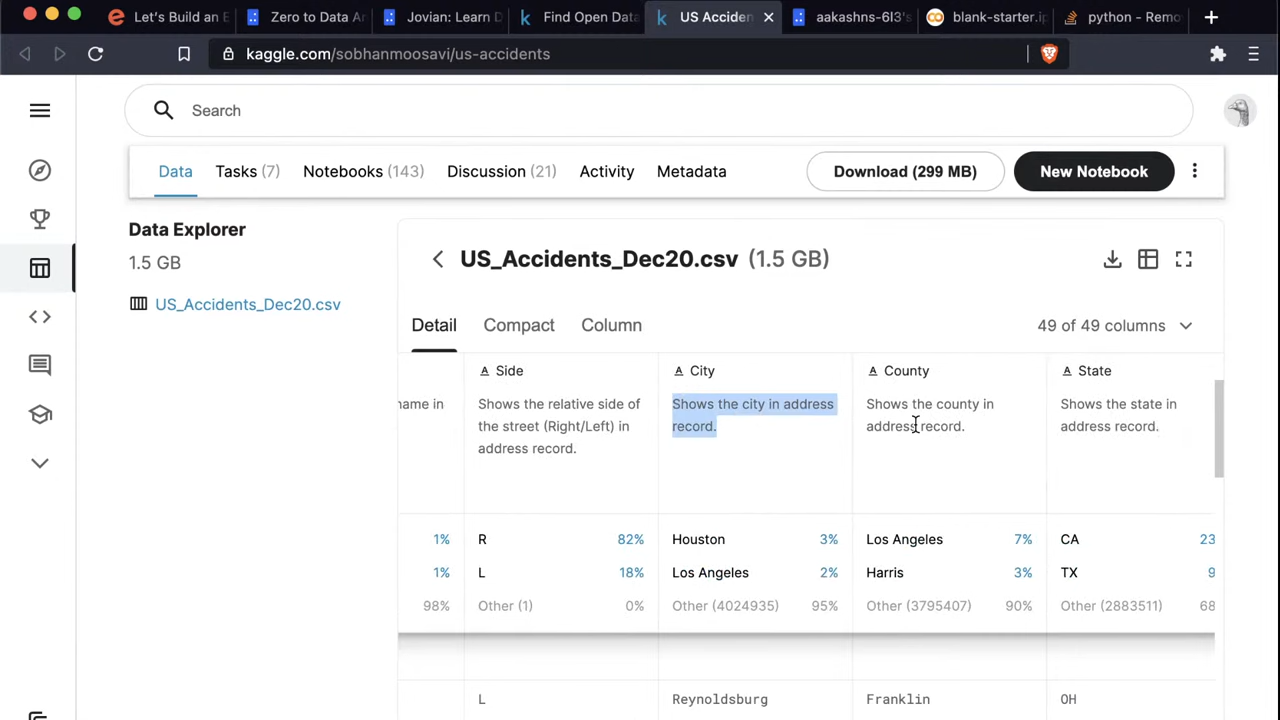 Let's Build an E
Zero to Data An
Jovian: Learn D
Find Open Data
US Acciden
aakashns-6l3's
blank-starter.ip
python - Remo
kaggle.com/sobhanmoosavi/us-accidents
Search
Data
Tasks (7)
Notebooks (143)
Discussion (21)
Activity
Metadata
Download (299 MB)
New Notebook
Data Explorer
1.5 GB
US_Accidents_Dec20.csv
US_Accidents_Dec20.csv (1.5 GB)
Detail
Compact
Column
49 of 49 columns
name in
1%
1%
98%
A Side
Shows the relative side of
the street (Right/Left) in
address record.
R 82%
L 18%
Other (1) 0%
L
A City
Shows the city in address
record.
Houston 3%
Los Angeles 2%
Other (4024935) 95%
Reynoldsburg
A County
Shows the county in
address record.
Los Angeles 7%
Harris 3%
Other (3795407) 90%
Franklin
A State
Shows the state in
address record.
CA 23
TX 9
Other (2883511) 68
OH